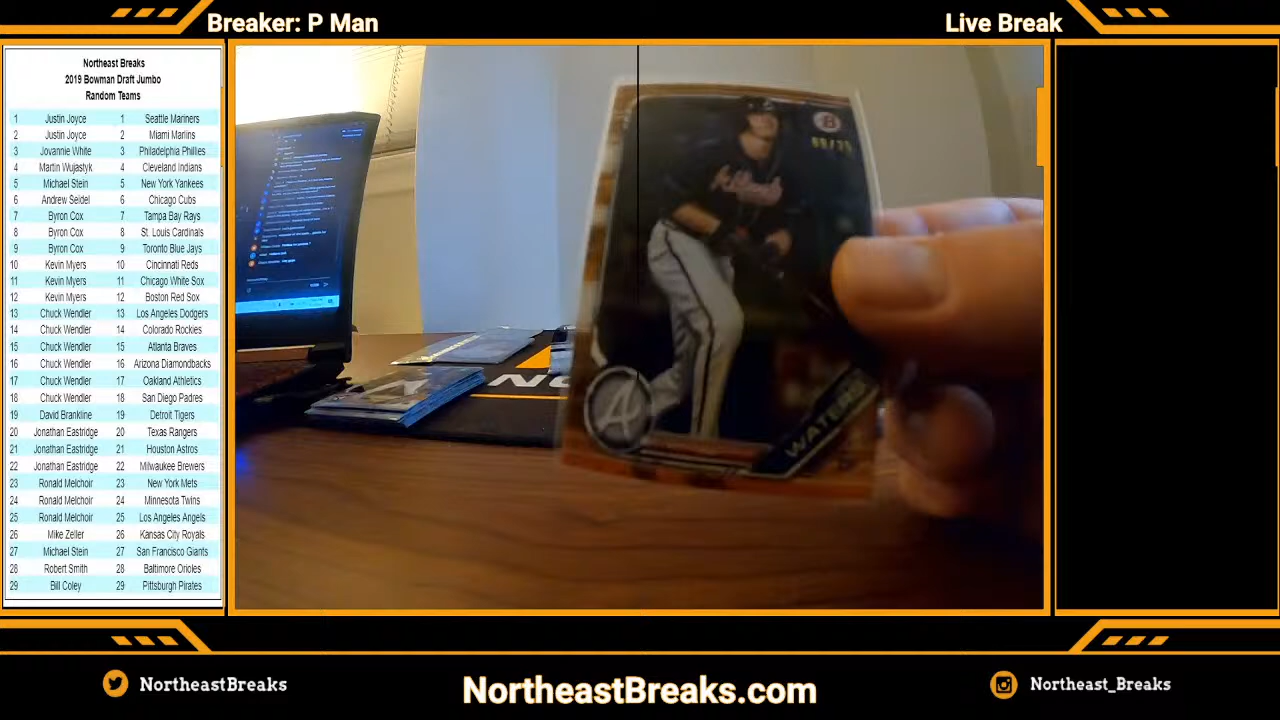 Breaker: P Man
Live Break
Northeast Breaks
2019 Bowman Draft Jumbo
Random Teams
1 Justin Joyce 1 Seattle Mariners
2 Justin Joyce 2 Miami Marlins
3 Jovannie White 3 Philadelphia Phillies
4 Martin Wujastyk 4 Cleveland Indians
5 Michael Stein 5 New York Yankees
6 Andrew Seidel 6 Chicago Cubs
7 Byron Cox 7 Tampa Bay Rays
8 Byron Cox 8 St. Louis Cardinals
9 Byron Cox 9 Toronto Blue Jays
10 Kevin Myers 10 Cincinnati Reds
11 Kevin Myers 11 Chicago White Sox
12 Kevin Myers 12 Boston Red Sox
13 Chuck Wendler 13 Los Angeles Dodgers
14 Chuck Wendler 14 Colorado Rockies
15 Chuck Wendler 15 Atlanta Braves
16 Chuck Wendler 16 Arizona Diamondbacks
17 Chuck Wendler 17 Oakland Athletics
18 Chuck Wendler 18 San Diego Padres
19 David Brankline 19 Detroit Tigers
20 Jonathan Eastridge 20 Texas Rangers
21 Jonathan Eastridge 21 Houston Astros
22 Jonathan Eastridge 22 Milwaukee Brewers
23 Ronald Melchoir 23 New York Mets
24 Ronald Melchoir 24 Minnesota Twins
25 Ronald Melchoir 25 Los Angeles Angels
26 Mike Zeller 26 Kansas City Royals
27 Michael Stein 27 San Francisco Giants
28 Robert Smith 28 Baltimore Orioles
29 Bill Coley 29 Pittsburgh Pirates
B
A
WATERS
NO
NortheastBreaks
NortheastBreaks.com
Northeast_Breaks